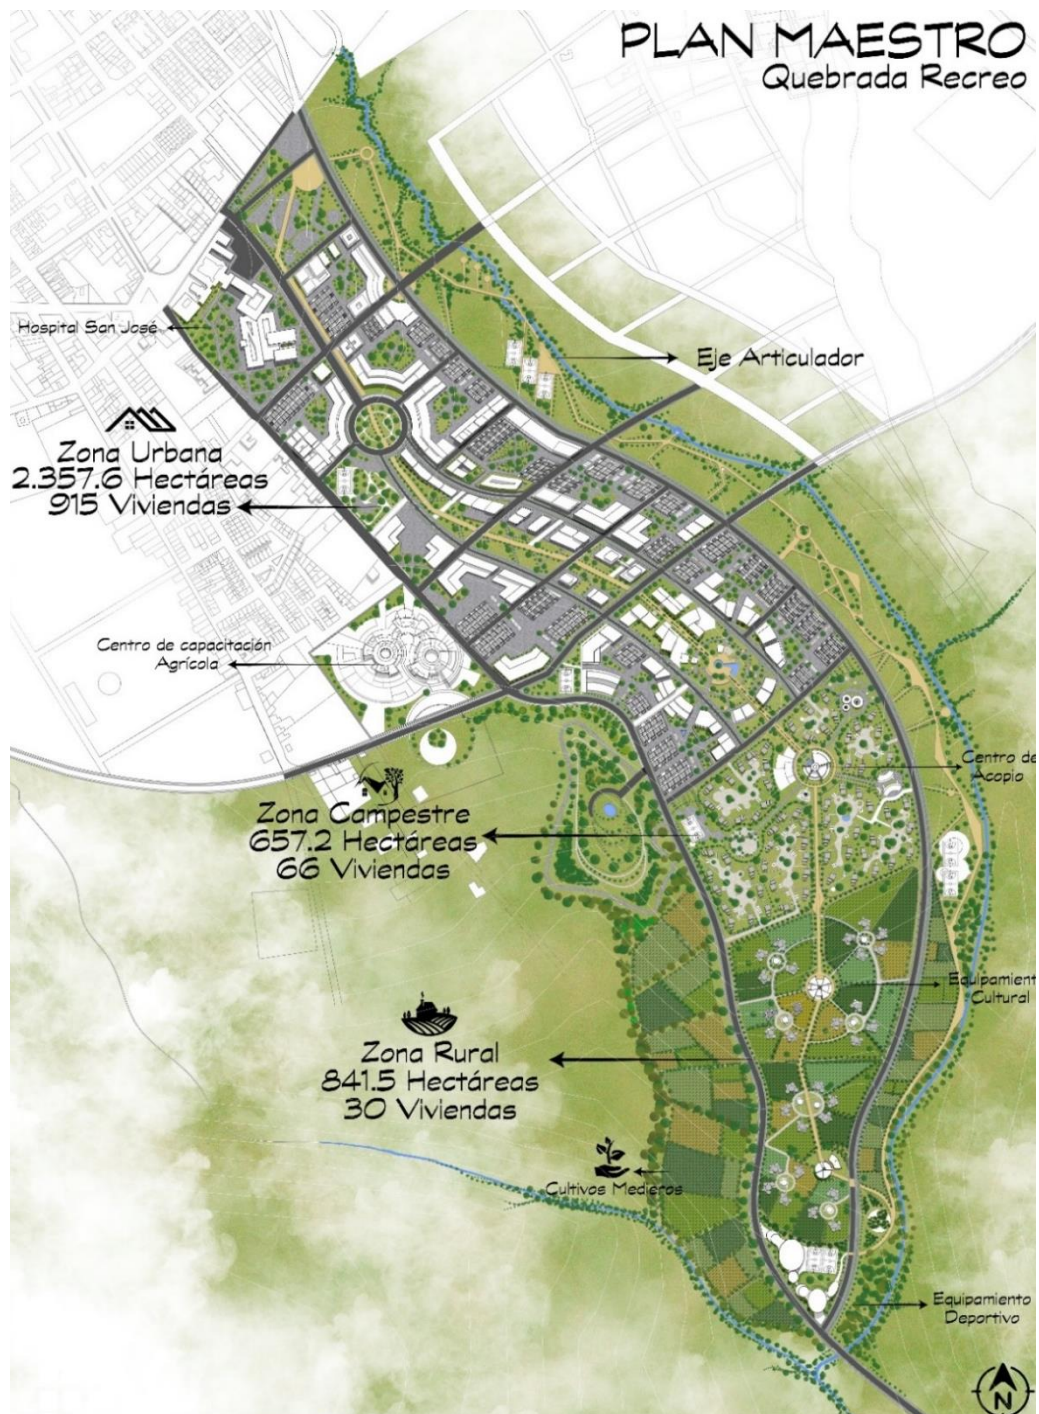 PLAN MAESTRO
Quebrada Recreo
Hospital San José
Eje Articulador
Zona Urbana
2.357.6 Hectáreas
915 Viviendas
Centro de capacitación
Agrícola
Centro de
Acopio
Zona Campestre
657.2 Hectáreas
66 Viviendas
Equipamient
Cultural
Zona Rural
841.5 Hectáreas
30 Viviendas
Cultivos Medieros
Equipamiento
Deportivo
N